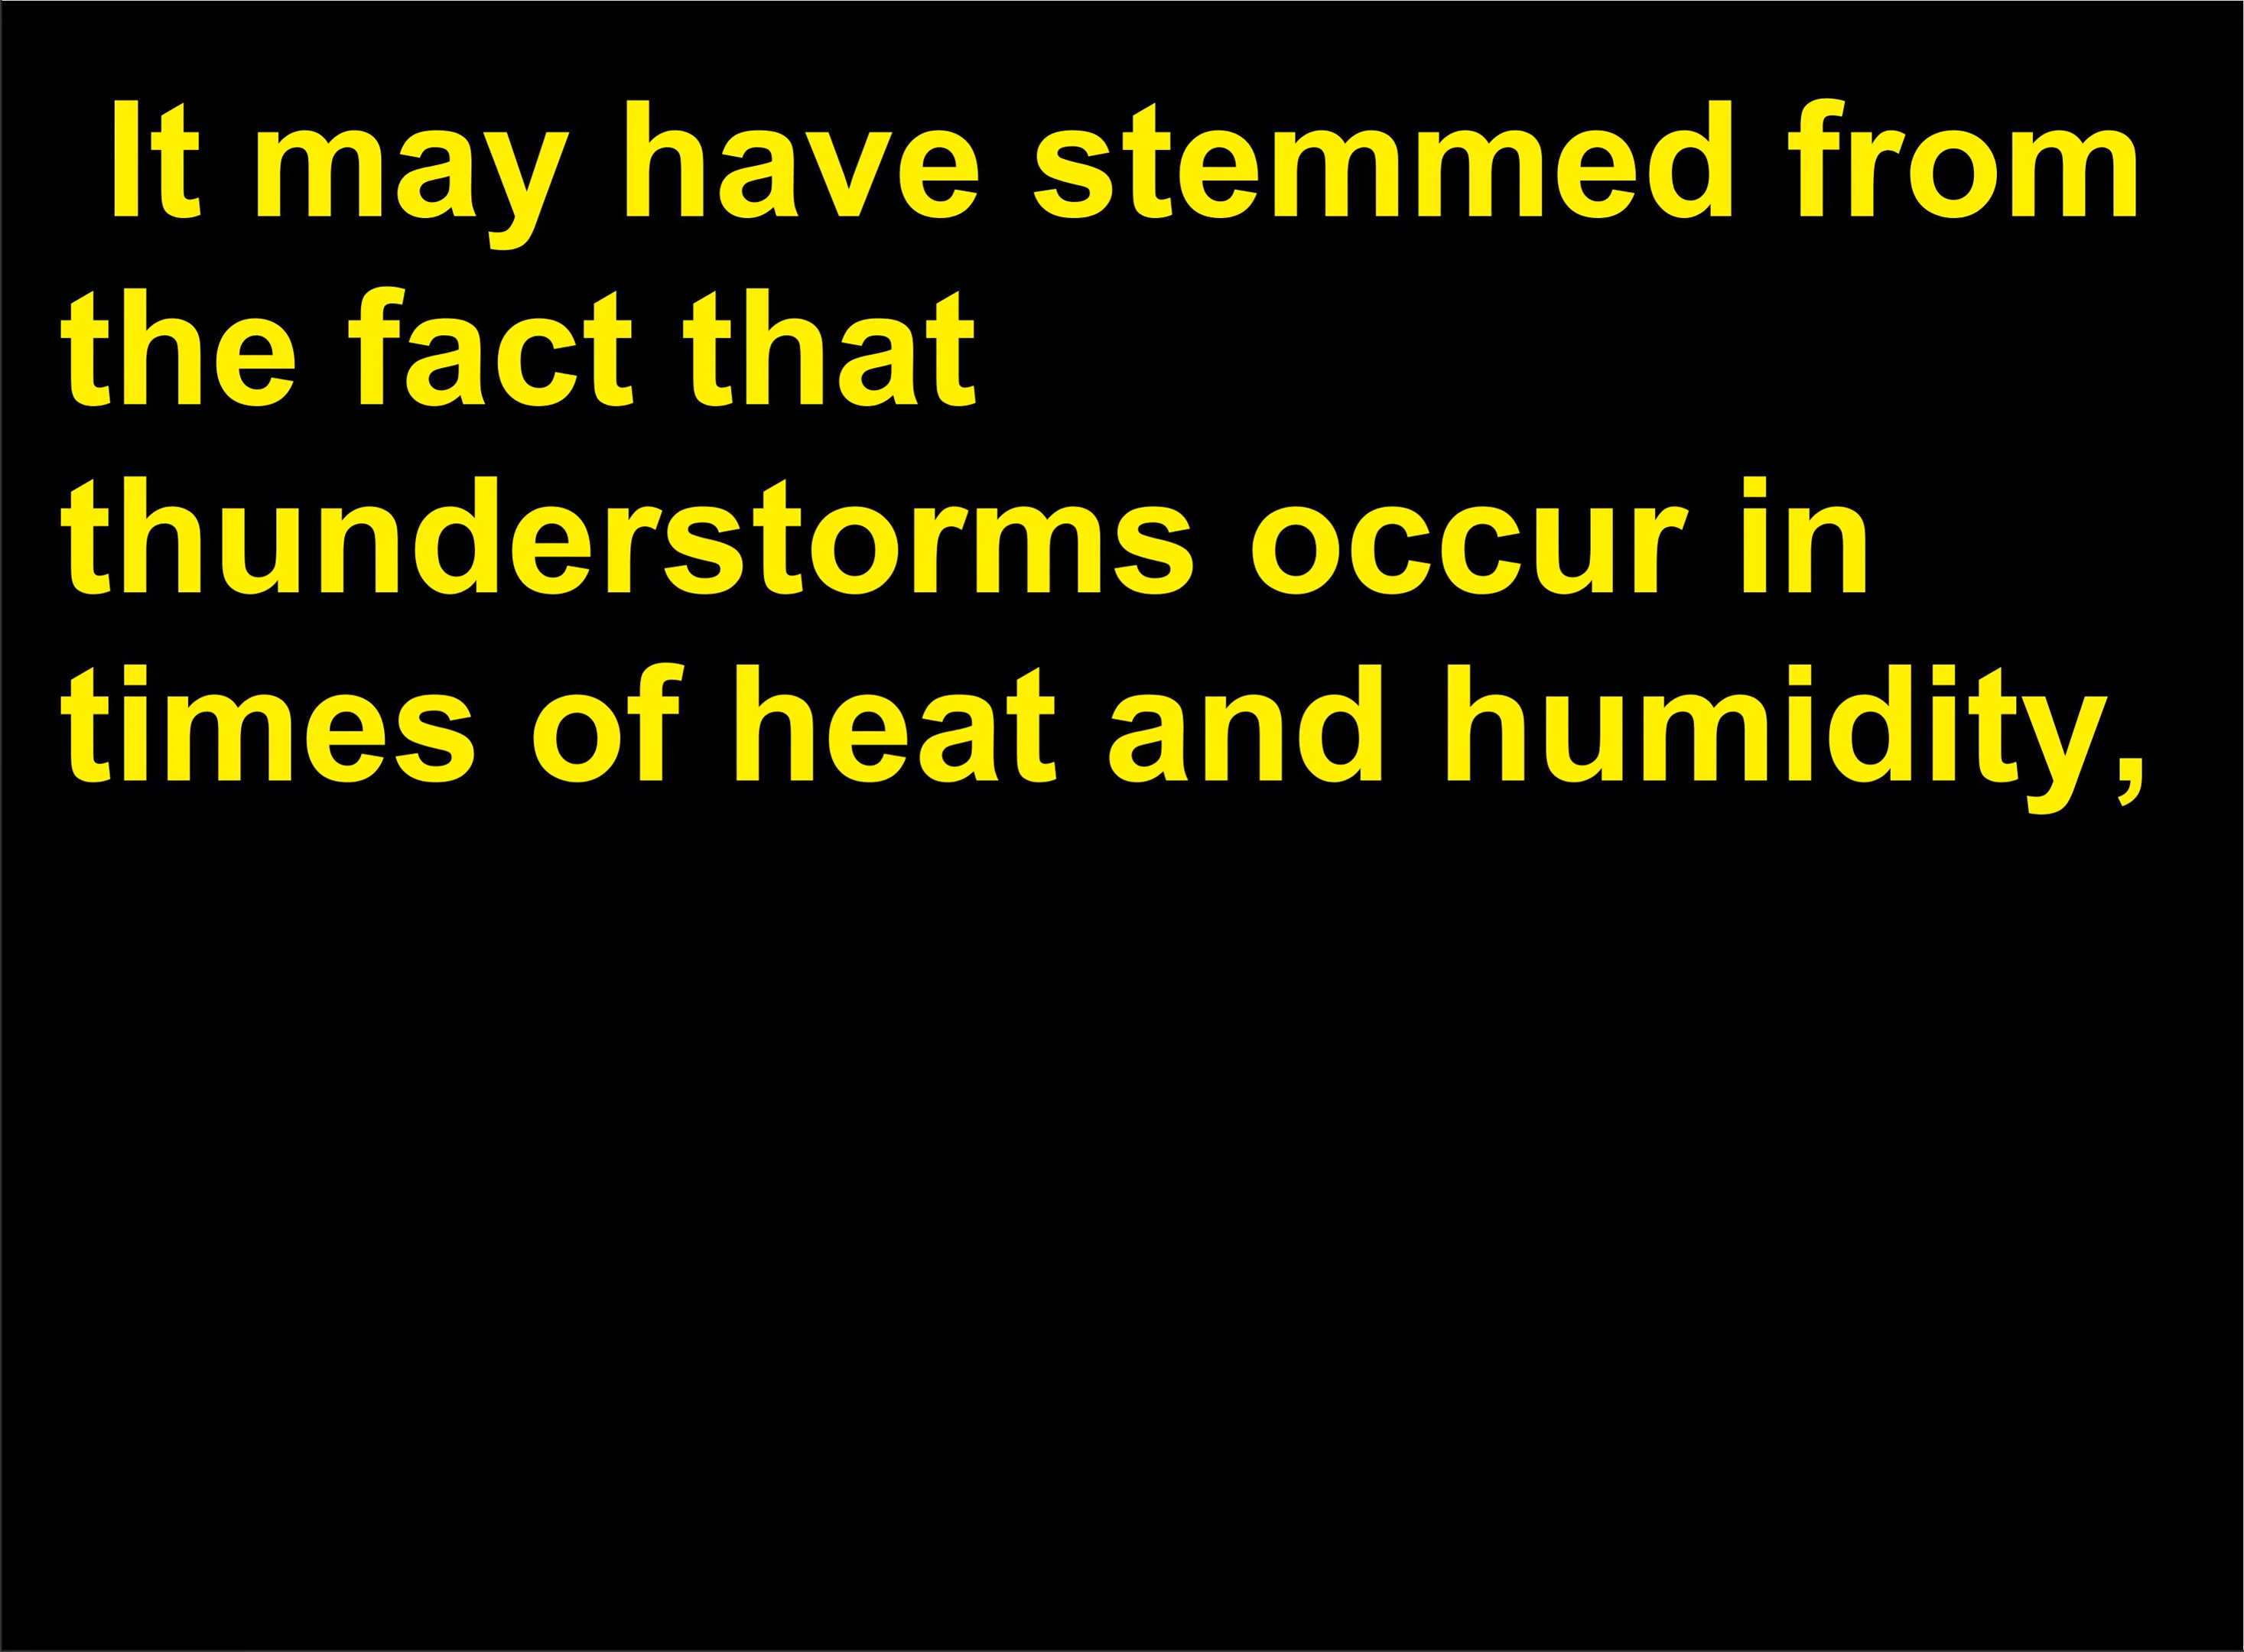 It may have stemmed from
the fact that
thunderstorms occur in
times of heat and humidity,